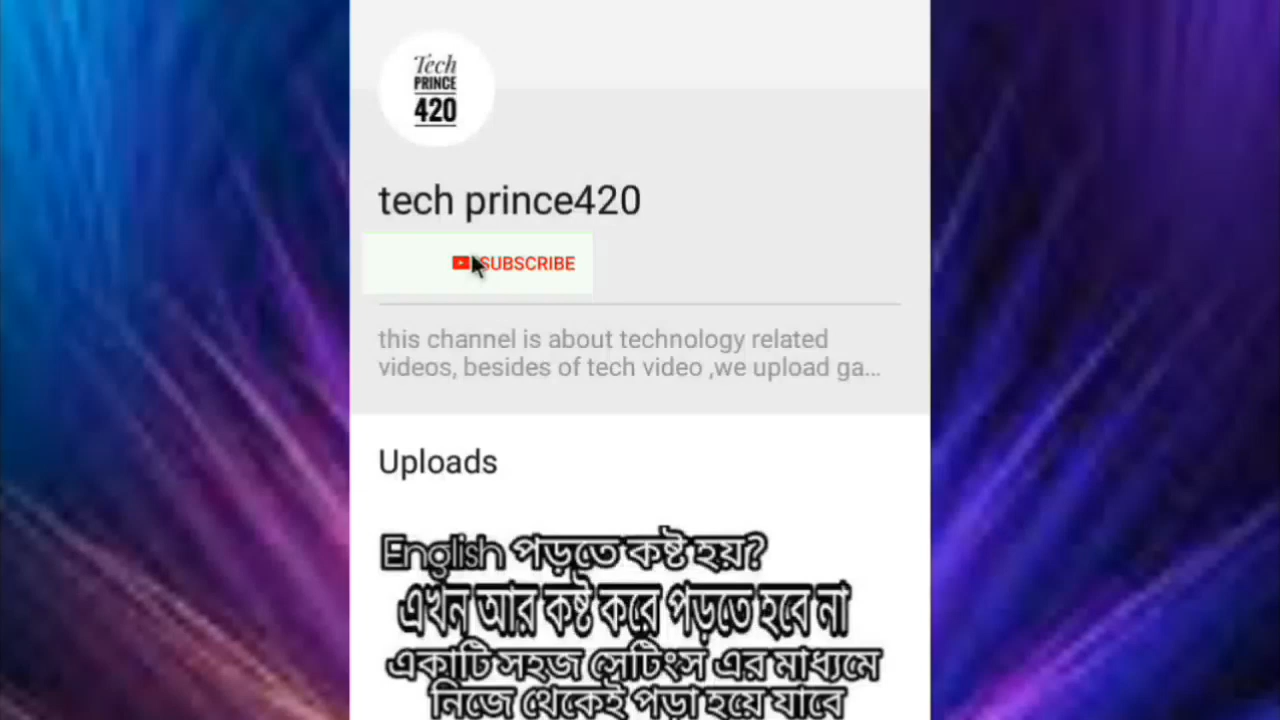 Tech
PRINCE
420
tech prince420
SUBSCRIBE
this channel is about technology related
videos, besides of tech video ,we upload ga...
Uploads
English পড়তে কষ্ট হয়?
এখন আর কষ্ট করে পড়তে হবে না
একাটি সহজ সেটিংস এর মাধ্যমে
নিজে থেকেই পড়া হয়ে যাবে